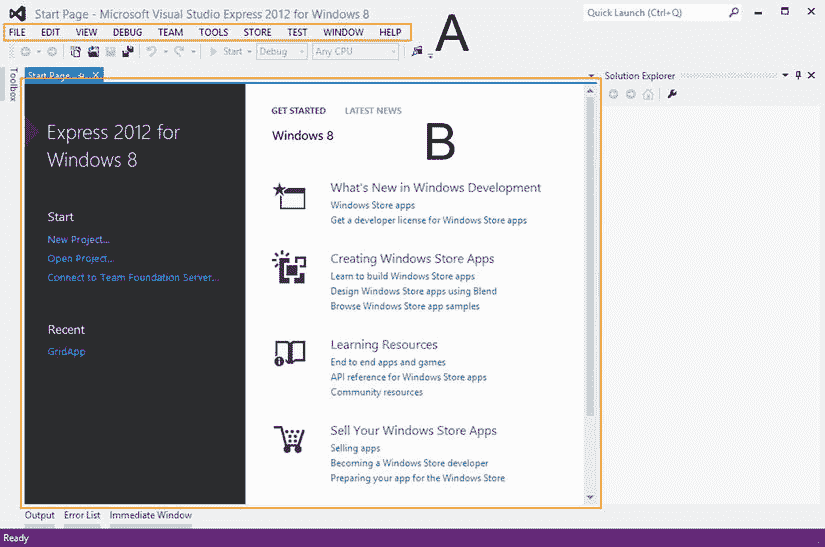 Start Page - Microsoft Visual Studio Express 2012 for Windows 8
Quick Launch (Ctrl+Q)
FILE EDIT VIEW DEBUG TEAM TOOLS STORE TEST WINDOW HELP
A
Start Debug Any CPU
Toolbox
Start Page
Solution Explorer
Express 2012 for
Windows 8
Start
New Project...
Open Project...
Connect to Team Foundation Server...
Recent
GridApp
GET STARTED LATEST NEWS
B
Windows 8
What's New in Windows Development
Windows Store apps
Get a developer license for Windows Store apps
Creating Windows Store Apps
Learn to build Windows Store apps
Design Windows Store apps using Blend
Browse Windows Store app samples
Learning Resources
End to end apps and games
API reference for Windows Store apps
Community resources
Sell Your Windows Store Apps
Selling apps
Becoming a Windows Store developer
Preparing your app for the Windows Store
Output Error List Immediate Window
Ready